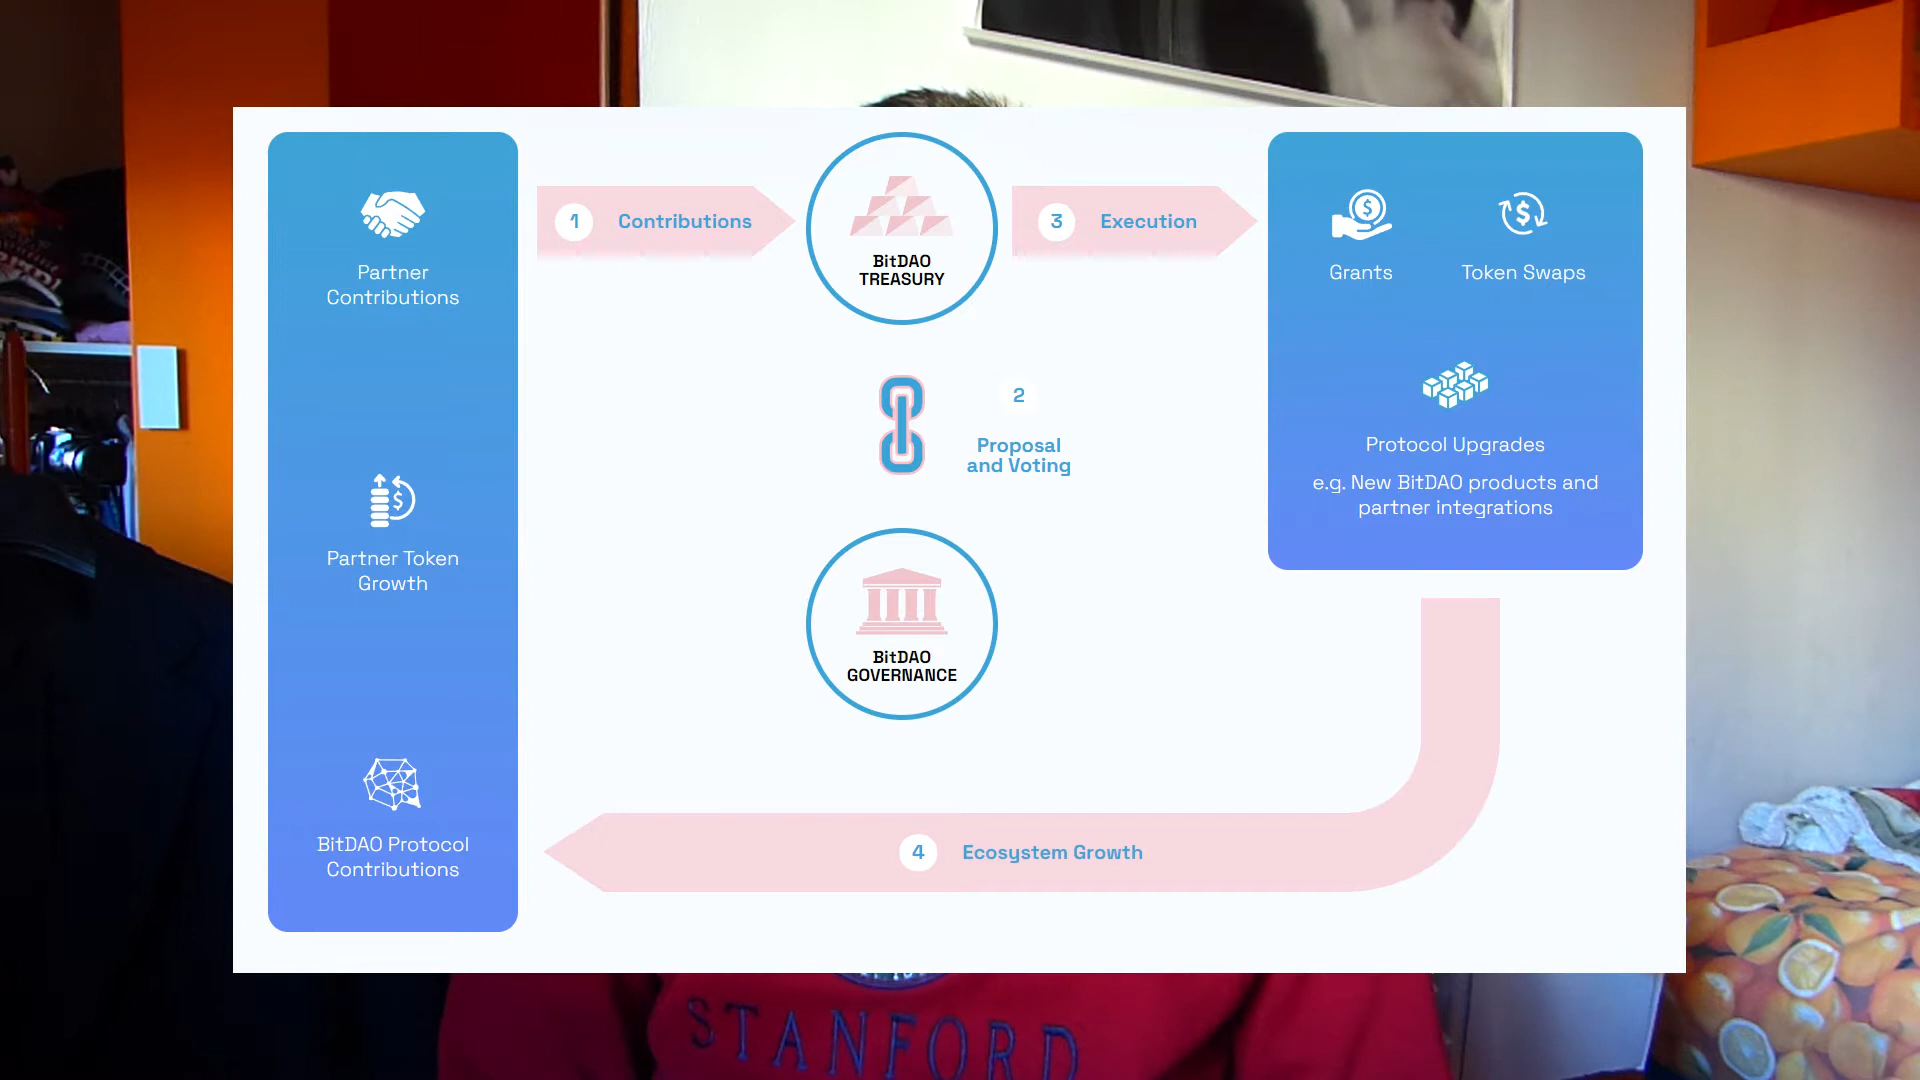 Partner
Contributions
Partner Token
Growth
BitDAO Protocol
Contributions
1 Contributions
BitDAO
TREASURY
2
Proposal
and Voting
BitDAO
GOVERNANCE
3 Execution
$ $
Grants Token Swaps
Protocol Upgrades
e.g. New BitDAO products and
partner integrations
4 Ecosystem Growth
STANFORD